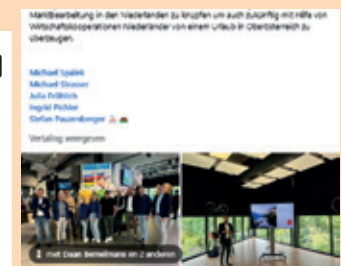 Marktbearbeitung in den Niederlanden zu knüpfen um auch zukünftig mit Hilfe von
Wirtschaftskooperationen Niederländer von einem Urlaub in Oberösterreich zu
überzeugen.
Michael Spalek
Michael Strasser
Julia Fröhlich
Ingrid Pichler
Stefan Pauzenberger
Vertaling weergeven
met Daan Bemelmans en 2 anderen